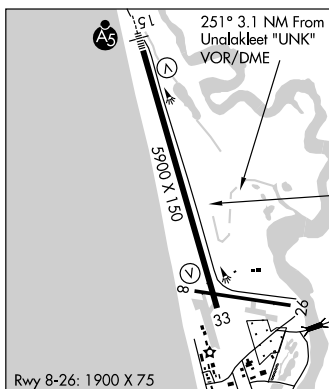 15
A5
251° 3.1 NM From
Unalakleet "UNK"
VOR/DME
V
5900 X 150
V
8
26
33
Rwy 8-26: 1900 X 75